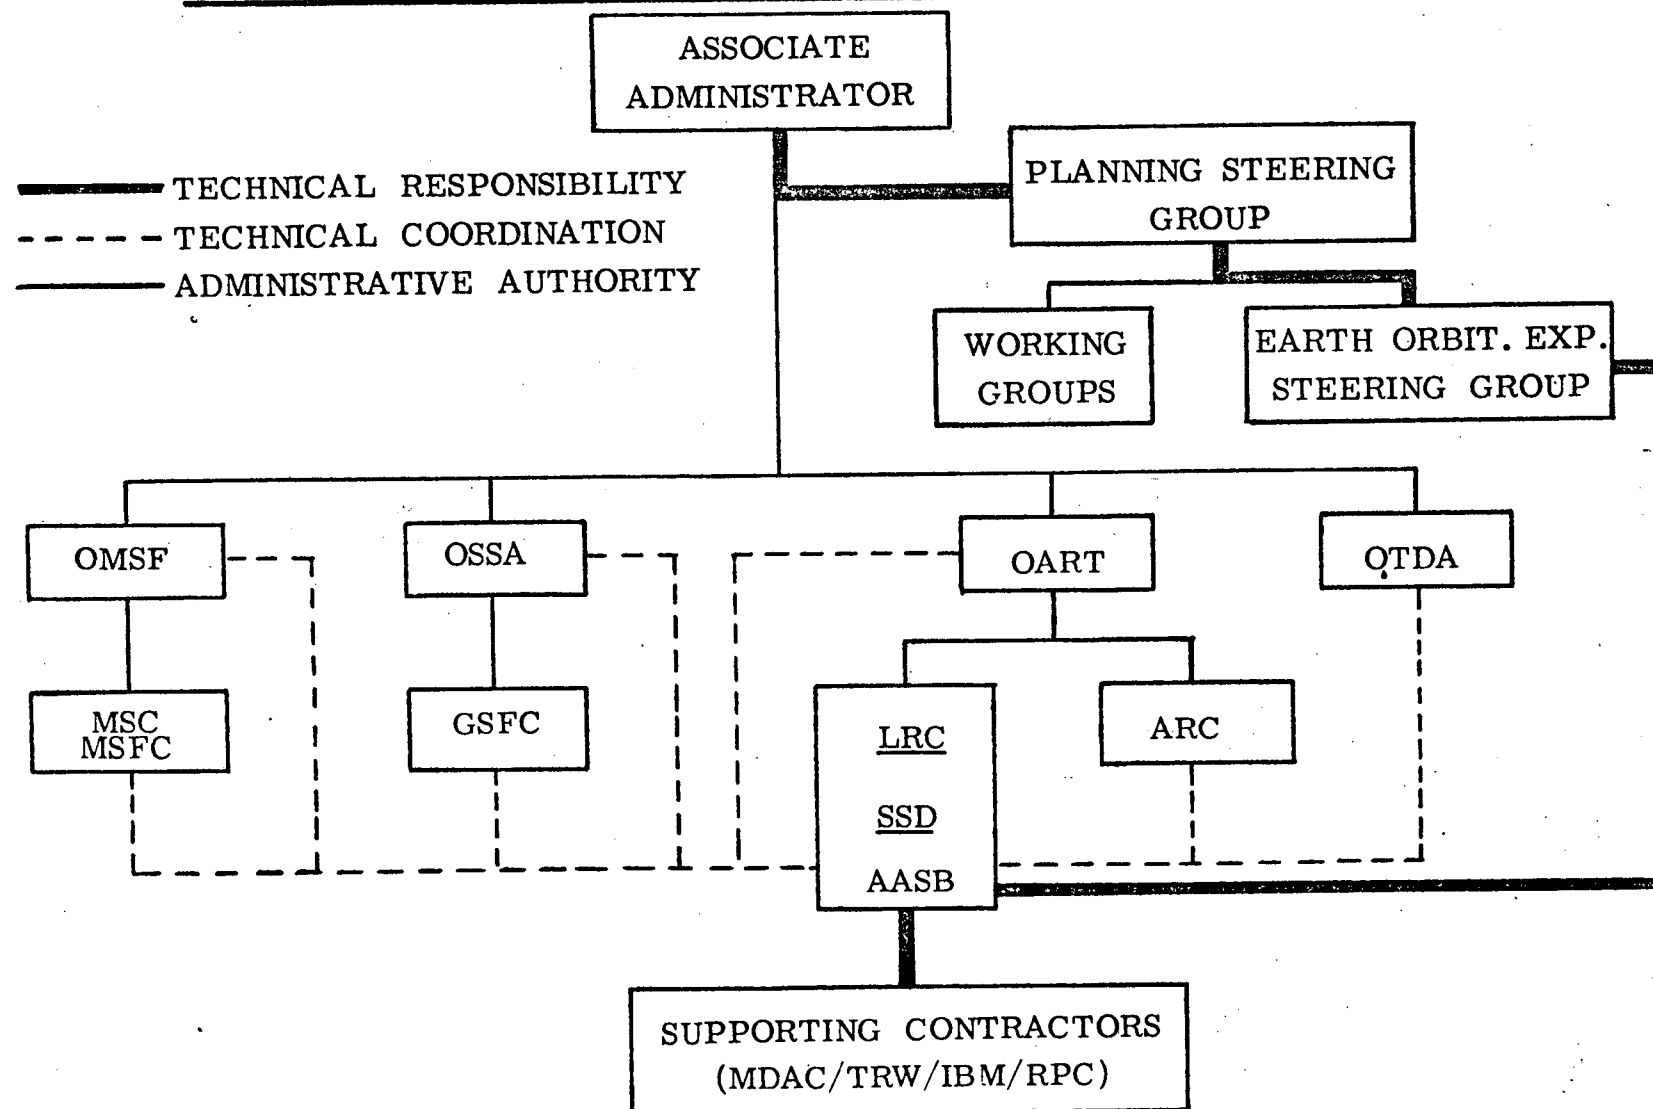 ASSOCIATE
ADMINISTRATOR
PLANNING STEERING
GROUP
TECHNICAL RESPONSIBILITY
TECHNICAL COORDINATION
ADMINISTRATIVE AUTHORITY
WORKING
GROUPS
EARTH ORBIT. EXP.
STEERING GROUP
OMSF
OSSA
OART
OTDA
MSC
MSFC
GSFC
LRC
SSD
AASB
ARC
SUPPORTING CONTRACTORS
(MDAC/TRW/IBM/RPC)